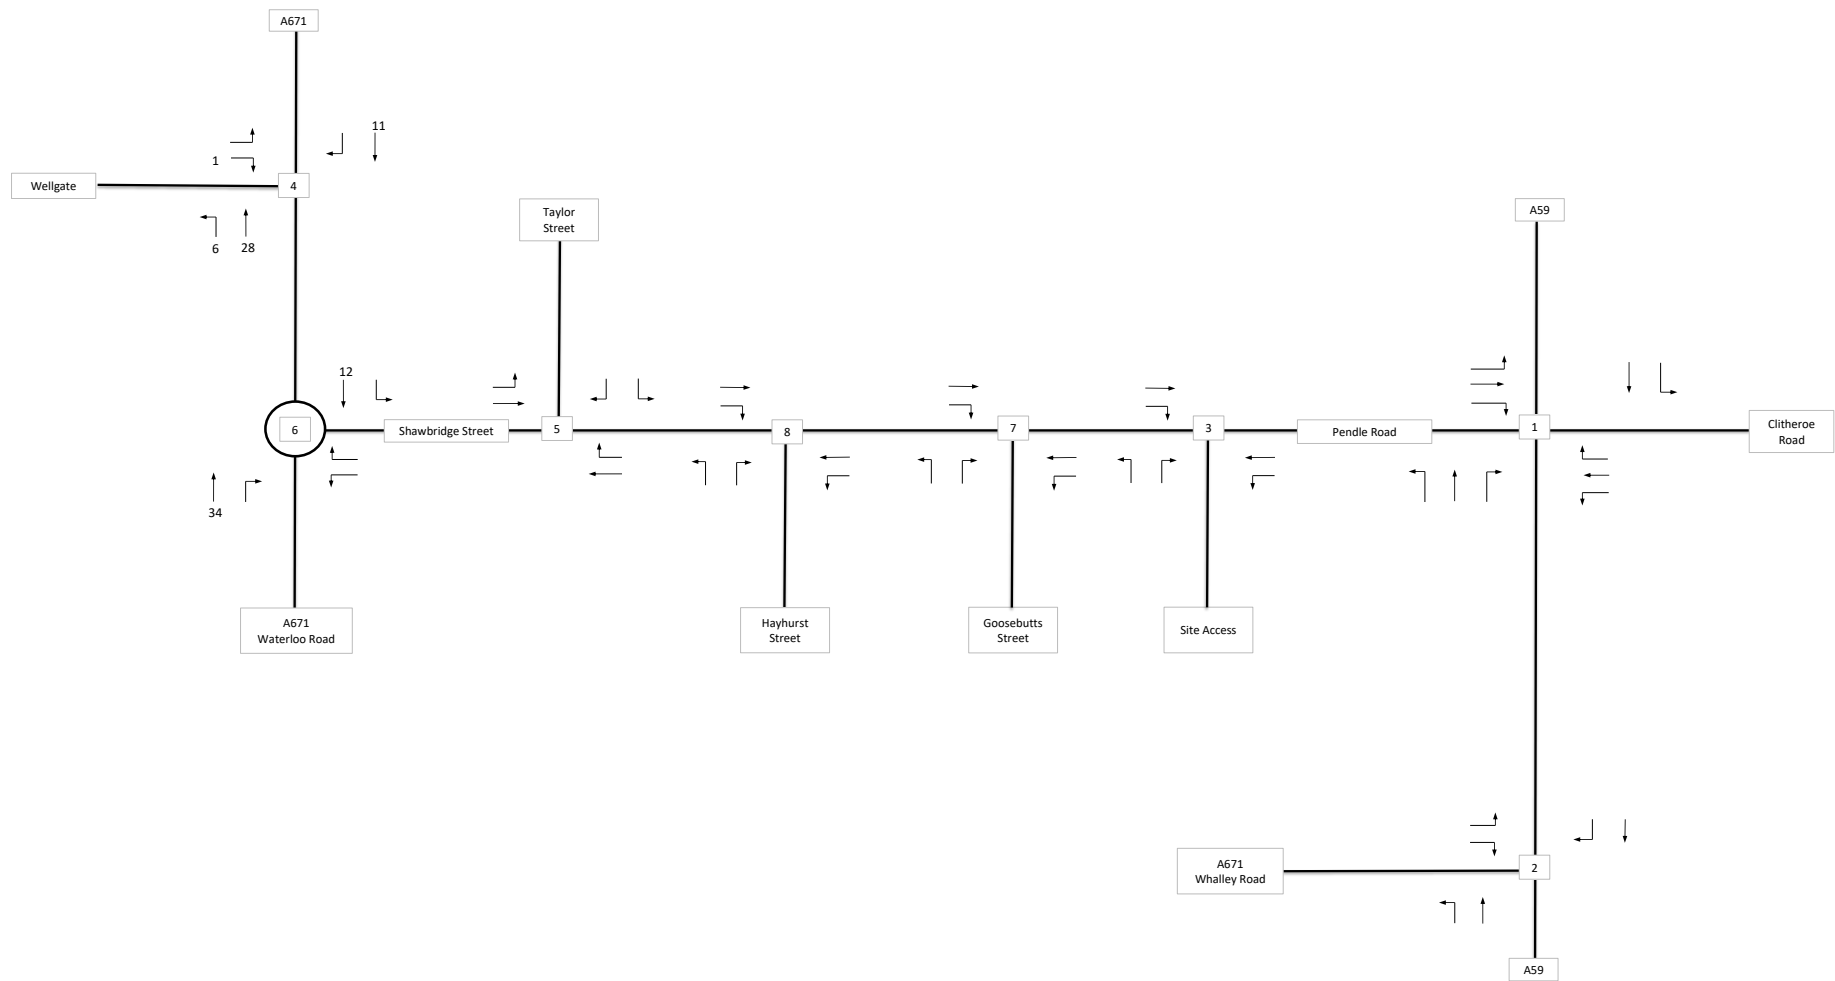 A671
11
1
Wellgate
4
6
28
Taylor
Street
A59
12
6
Shawbridge Street
5
8
7
3
Pendle Road
1
Clitheroe
Road
34
A671
Waterloo Road
Hayhurst
Street
Goosebutts
Street
Site Access
A671
Whalley Road
2
A59